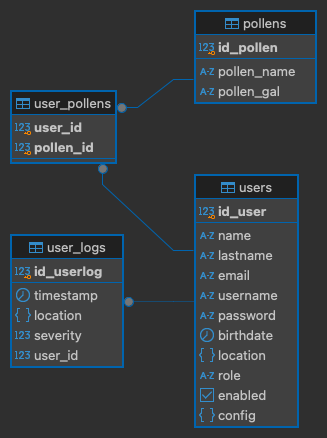 pollens
123 id_pollen
A-Z pollen_name
A-Z pollen_gal
user_pollens
123 user_id
123 pollen_id
users
123 id_user
A-Z name
A-Z lastname
A-Z email
A-Z username
A-Z password
birthdate
{ } location
A-Z role
enabled
{ } config
user_logs
123 id_userlog
timestamp
{ } location
123 severity
123 user_id